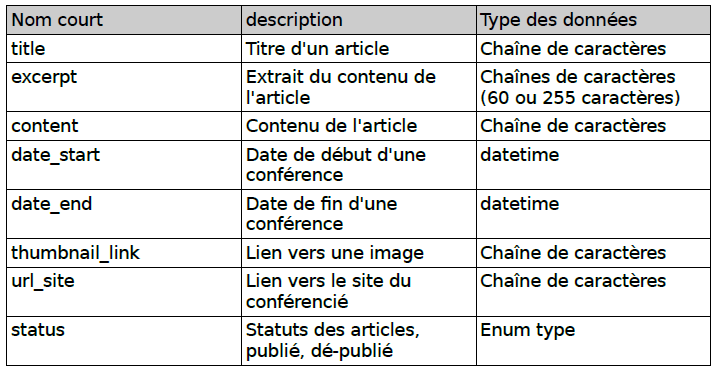 Nom court description Type des données
title Titre d'un article Chaîne de caractères
excerpt Extrait du contenu de Chaînes de caractères
l'article (60 ou 255 caractères)
content Contenu de l'article Chaîne de caractères
date_start Date de début d'une datetime
conférence
date_end Date de fin d'une datetime
conférence
thumbnail_link Lien vers une image Chaîne de caractères
url_site Lien vers le site du Chaîne de caractères
conférencié
status Statuts des articles, Enum type
publié, dé-publié